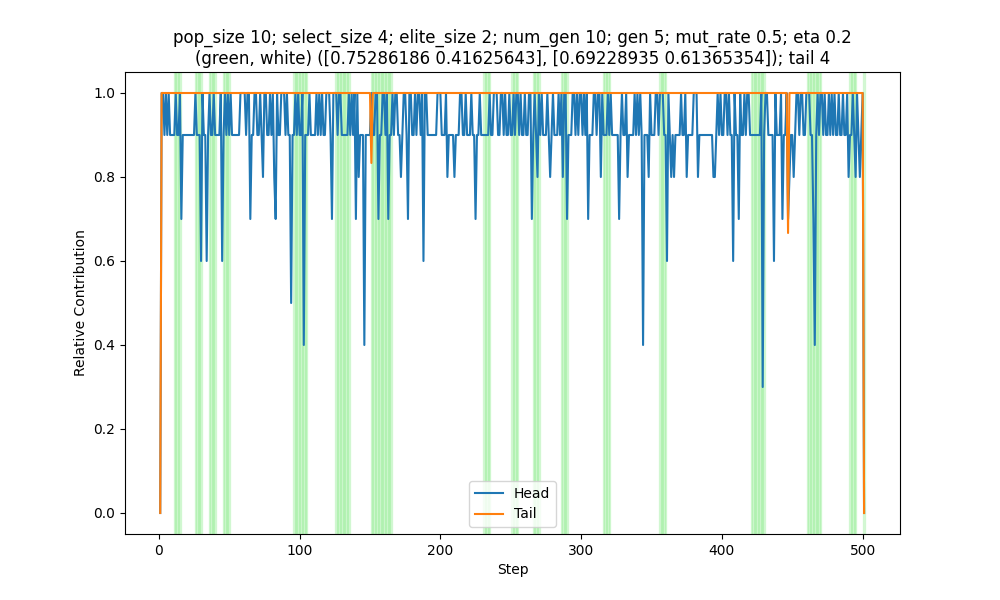 pop_size 10; select_size 4; elite_size 2; num_gen 10; gen 5; mut_rate 0.5; eta 0.2
(green, white) ([0.75286186 0.41625643], [0.69228935 0.61365354]); tail 4
1.0
0.8
0.6
0.4
0.2
0.0
Relative Contribution
Head
Tail
0 100 200 300 400 500
Step